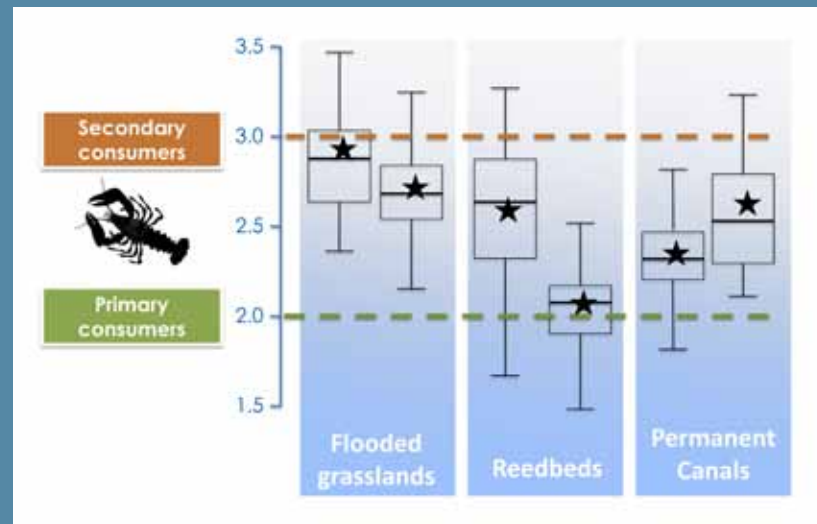 3.5
Secondary
consumers
3.0
2.5
Primary
consumers
2.0
1.5
Flooded
grasslands
Reedbeds
Permanent
Canals